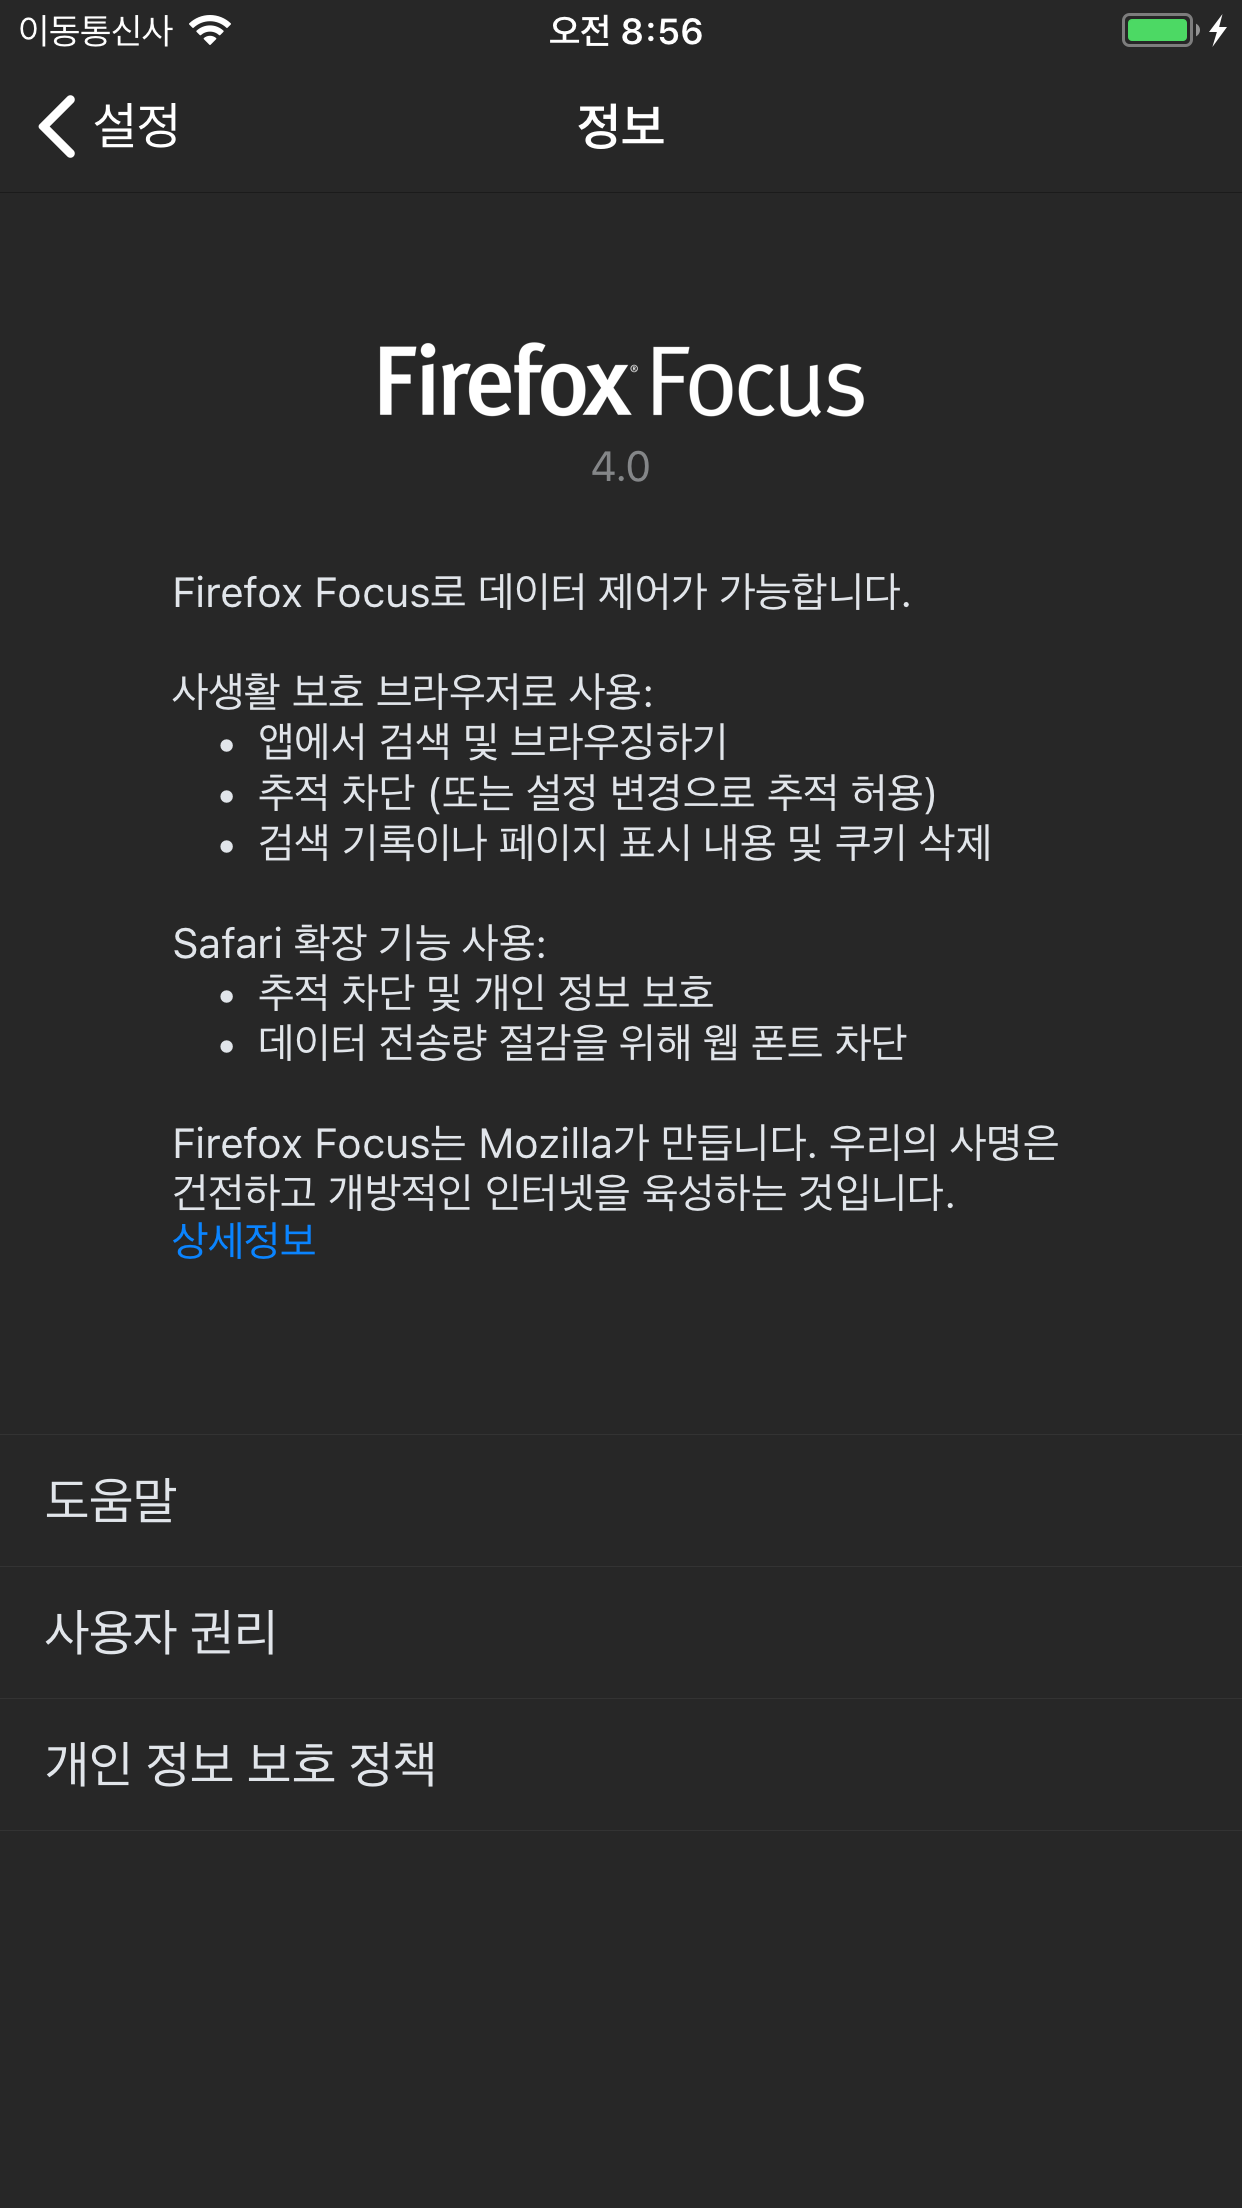 이동통신사
오전 8:56
설정
정보
Firefox® Focus
4.0
Firefox Focus로 데이터 제어가 가능합니다.
사생활 보호 브라우저로 사용:
• 앱에서 검색 및 브라우징하기
• 추적 차단 (또는 설정 변경으로 추적 허용)
• 검색 기록이나 페이지 표시 내용 및 쿠키 삭제
Safari 확장 기능 사용:
• 추적 차단 및 개인 정보 보호
• 데이터 전송량 절감을 위해 웹 폰트 차단
Firefox Focus는 Mozilla가 만듭니다. 우리의 사명은
건전하고 개방적인 인터넷을 육성하는 것입니다.
상세정보
도움말
사용자 권리
개인 정보 보호 정책